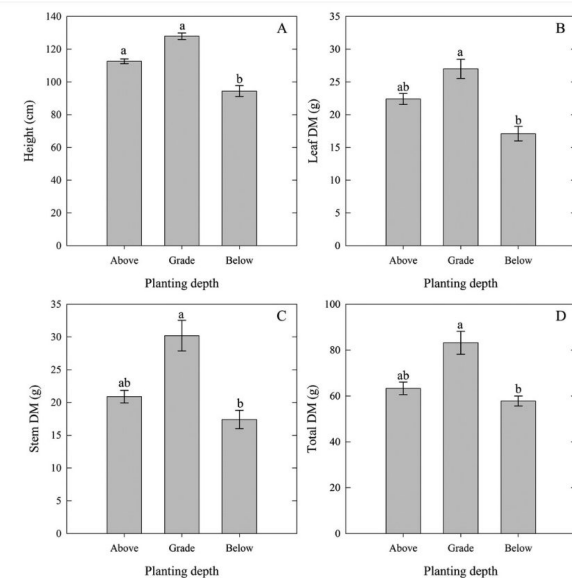 A
a
a
b
Height (cm)
140
120
100
80
60
40
20
0
Above Grade Below
Planting depth
B
ab
a
b
Leaf DM (g)
35
30
25
20
15
10
5
0
Above Grade Below
Planting depth
C
ab
a
b
Stem DM (g)
35
30
25
20
15
10
5
0
Above Grade Below
Planting depth
D
ab
a
b
Total DM (g)
100
80
60
40
20
0
Above Grade Below
Planting depth